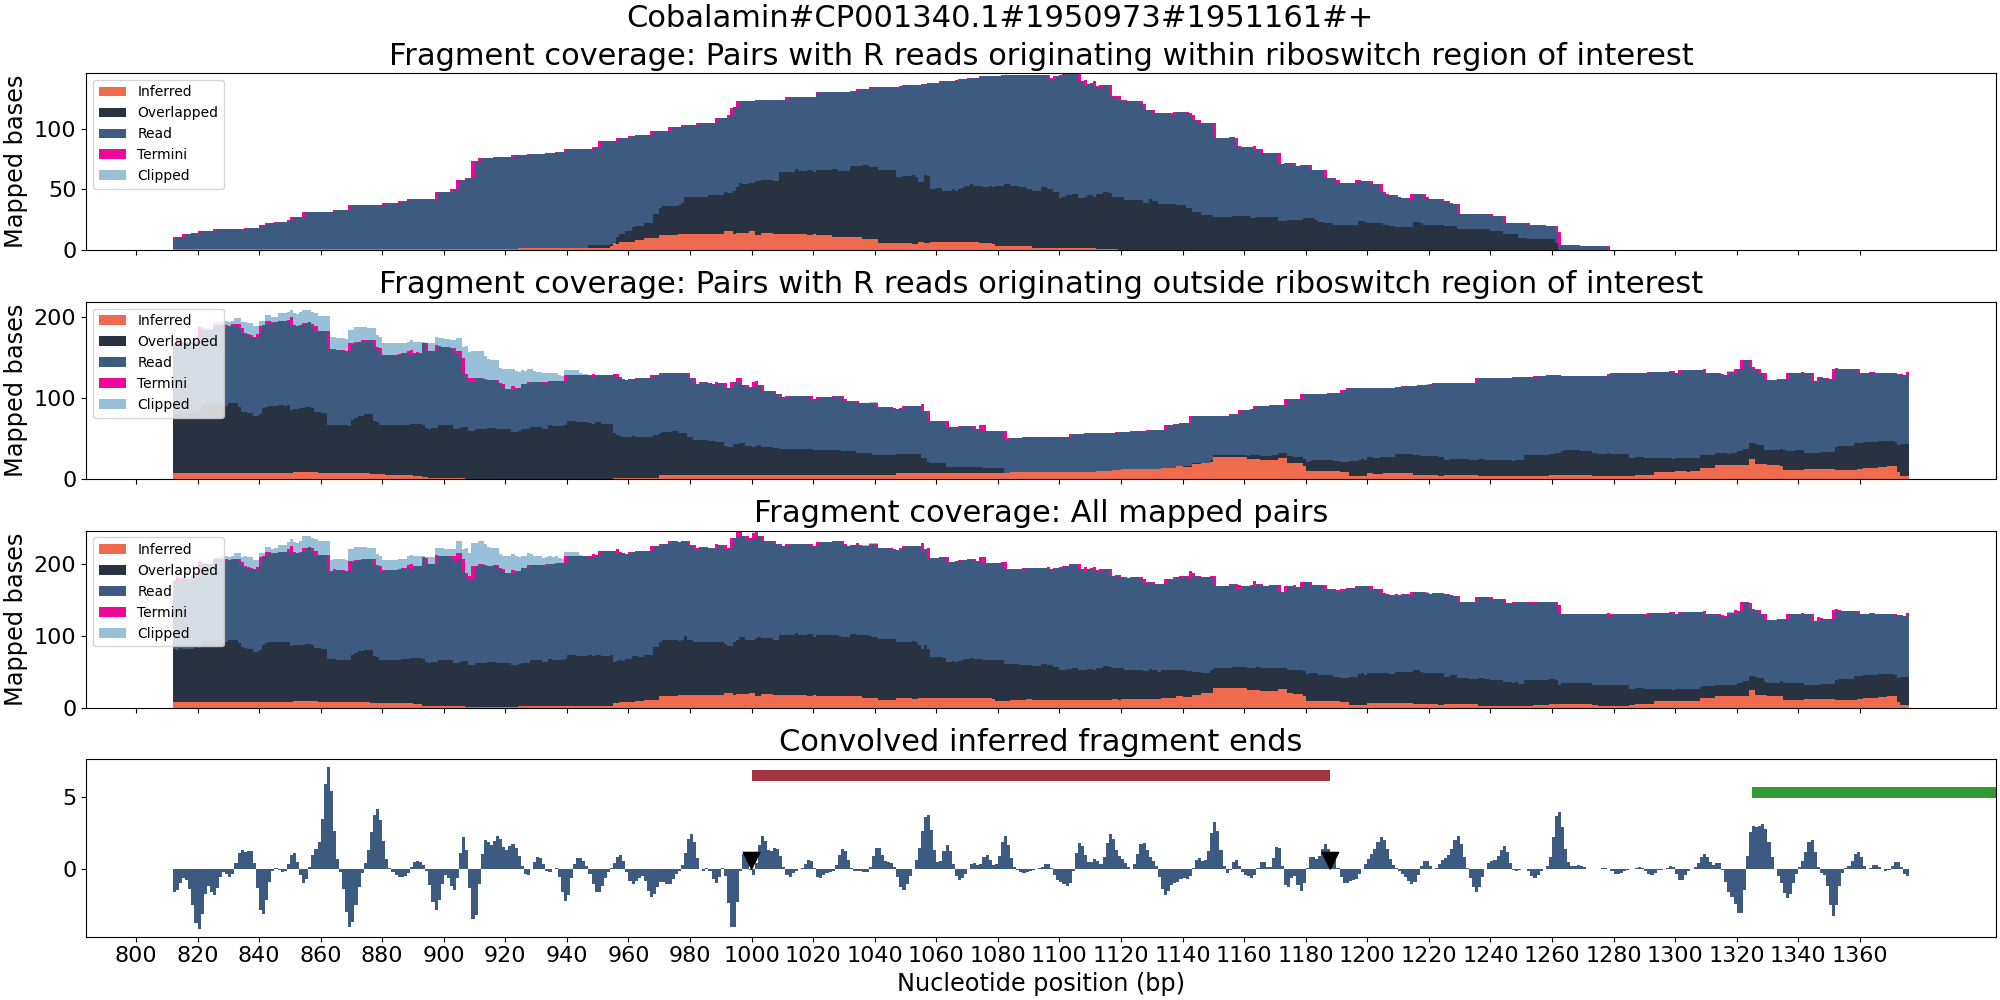 Cobalamin#CP001340.1#1950973#1951161#+
Fragment coverage: Pairs with R reads originating within riboswitch region of interest
Mapped bases
100
50
0
Inferred
Overlapped
Read
Termini
Clipped
Fragment coverage: Pairs with R reads originating outside riboswitch region of interest
Mapped bases
200
100
0
Inferred
Overlapped
Read
Termini
Clipped
Fragment coverage: All mapped pairs
Mapped bases
200
100
0
Inferred
Overlapped
Read
Termini
Clipped
Convolved inferred fragment ends
5
0
800 820 840 860 880 900 920 940 960 980 1000 1020 1040 1060 1080 1100 1120 1140 1160 1180 1200 1220 1240 1260 1280 1300 1320 1340 1360
Nucleotide position (bp)